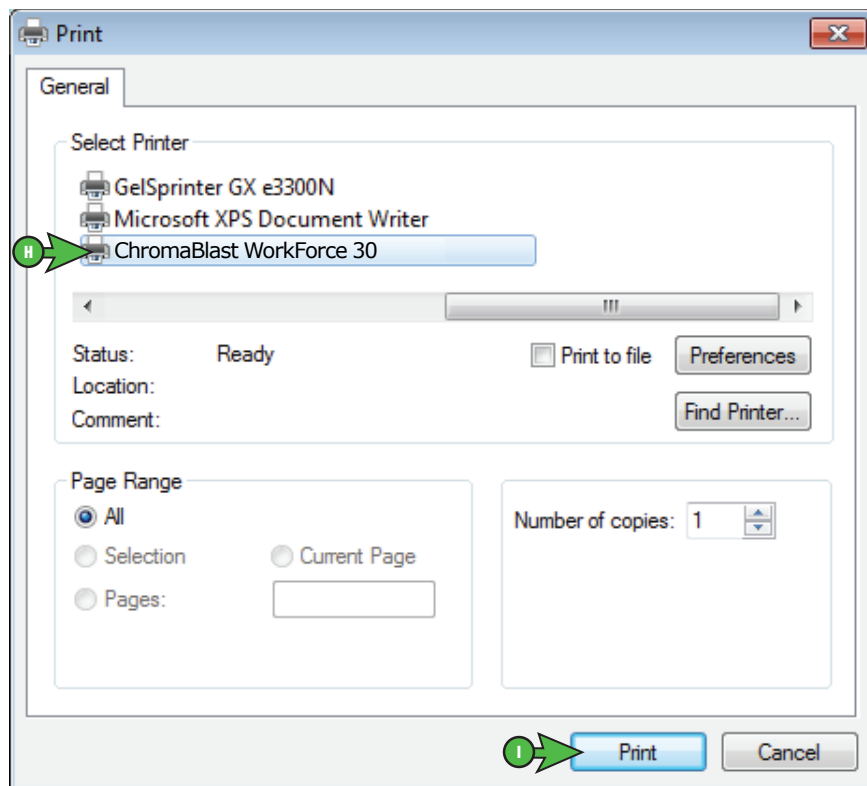 Print
General
Select Printer
GelSprinter GX e3300N
Microsoft XPS Document Writer
H
ChromaBlast WorkForce 30
Status: Ready
Print to file
Preferences
Location:
Comment:
Find Printer...
Page Range
All
Selection
Current Page
Pages:
Number of copies: 1
I
Print
Cancel